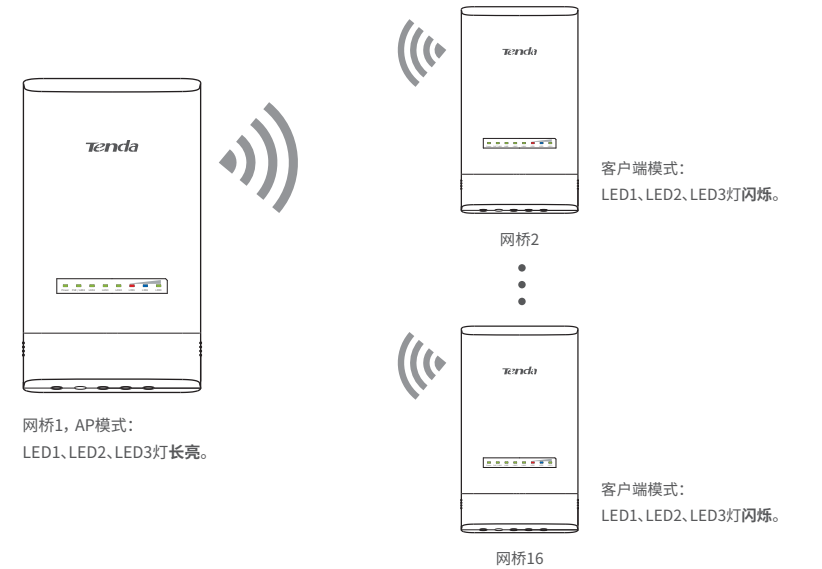 Tenda
网桥1，AP模式：
LED1、LED2、LED3灯长亮。
Tenda
客户端模式：
LED1、LED2、LED3灯闪烁。
网桥2
Tenda
客户端模式：
LED1、LED2、LED3灯闪烁。
网桥16